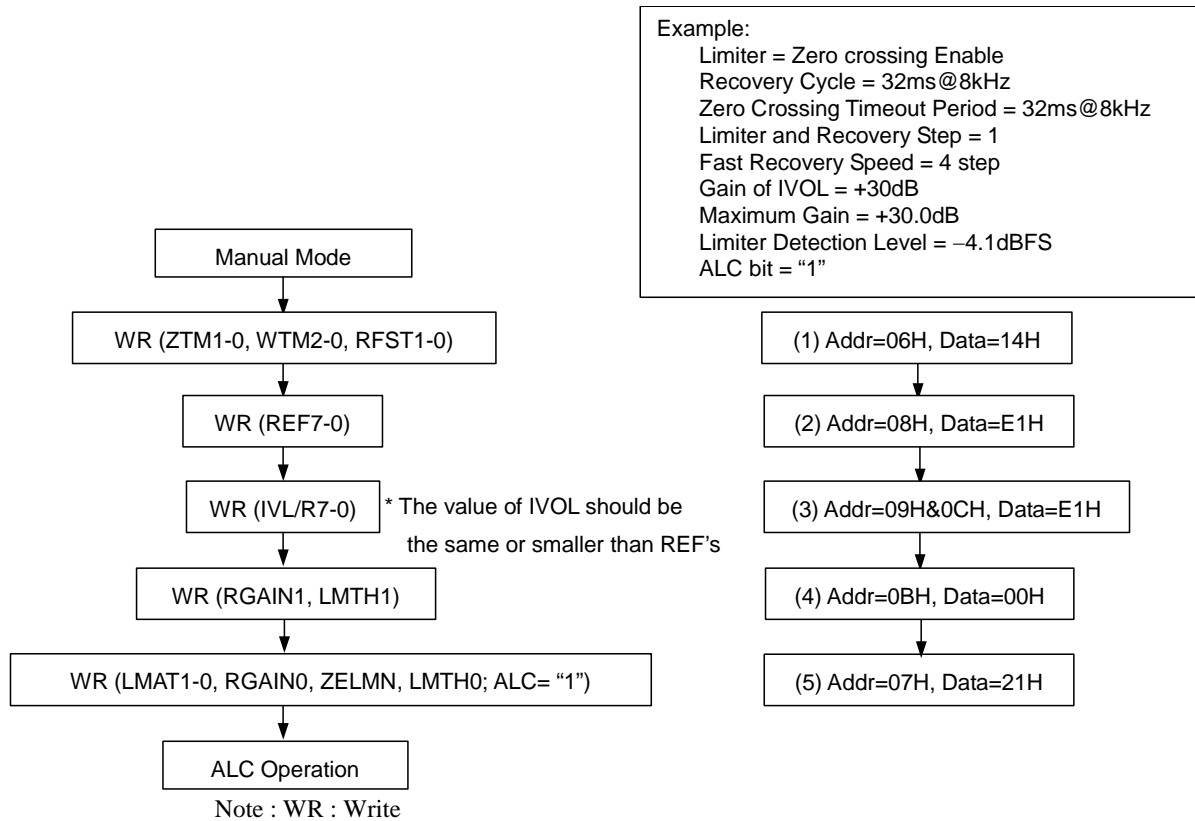 Example:
Limiter = Zero crossing Enable
Recovery Cycle = 32ms@8kHz
Zero Crossing Timeout Period = 32ms@8kHz
Limiter and Recovery Step = 1
Fast Recovery Speed = 4 step
Gain of IVOL = +30dB
Maximum Gain = +30.0dB
Limiter Detection Level = −4.1dBFS
ALC bit = “1”
Manual Mode
WR (ZTM1-0, WTM2-0, RFST1-0)
WR (REF7-0)
WR (IVL/R7-0)
* The value of IVOL should be
the same or smaller than REF’s
WR (RGAIN1, LMTH1)
WR (LMAT1-0, RGAIN0, ZELMN, LMTH0; ALC= “1”)
ALC Operation
Note : WR : Write
(1) Addr=06H, Data=14H
(2) Addr=08H, Data=E1H
(3) Addr=09H&0CH, Data=E1H
(4) Addr=0BH, Data=00H
(5) Addr=07H, Data=21H